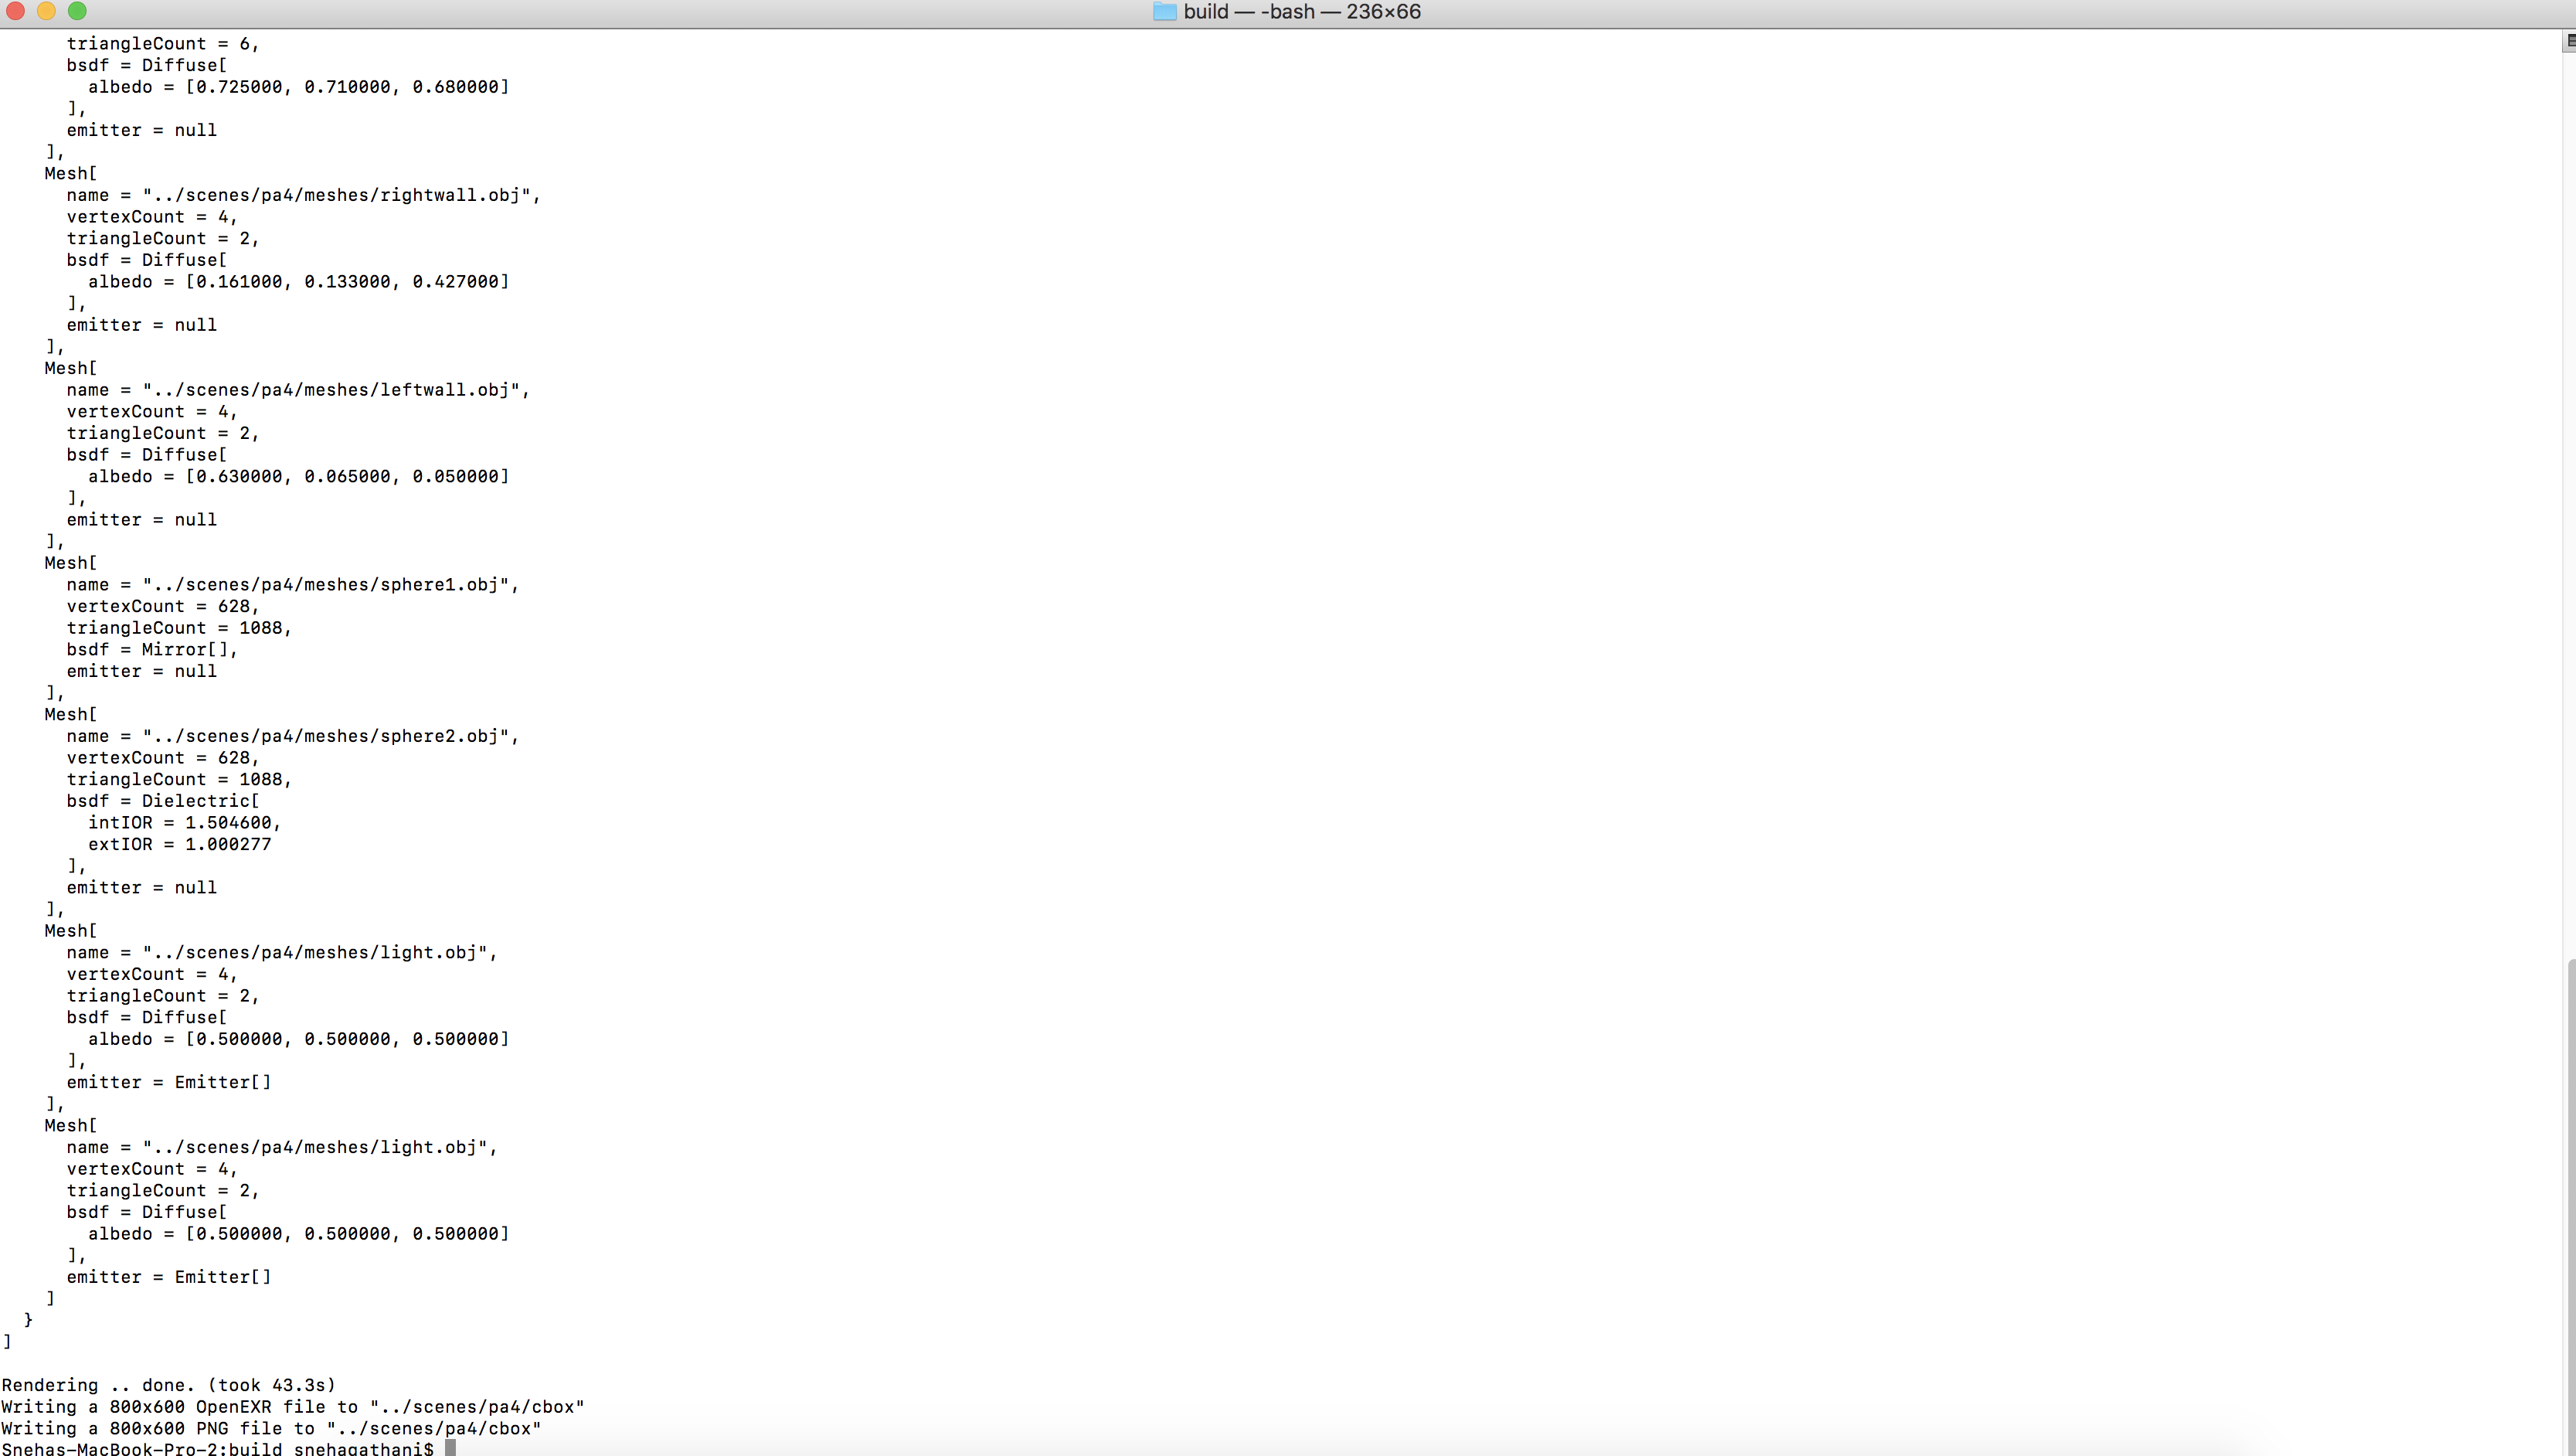 build — -bash — 236×66
      triangleCount = 6,
      bsdf = Diffuse[
        albedo = [0.725000, 0.710000, 0.680000]
      ],
      emitter = null
    ],
    Mesh[
      name = "../scenes/pa4/meshes/rightwall.obj",
      vertexCount = 4,
      triangleCount = 2,
      bsdf = Diffuse[
        albedo = [0.161000, 0.133000, 0.427000]
      ],
      emitter = null
    ],
    Mesh[
      name = "../scenes/pa4/meshes/leftwall.obj",
      vertexCount = 4,
      triangleCount = 2,
      bsdf = Diffuse[
        albedo = [0.630000, 0.065000, 0.050000]
      ],
      emitter = null
    ],
    Mesh[
      name = "../scenes/pa4/meshes/sphere1.obj",
      vertexCount = 628,
      triangleCount = 1088,
      bsdf = Mirror[],
      emitter = null
    ],
    Mesh[
      name = "../scenes/pa4/meshes/sphere2.obj",
      vertexCount = 628,
      triangleCount = 1088,
      bsdf = Dielectric[
        intIOR = 1.504600,
        extIOR = 1.000277
      ],
      emitter = null
    ],
    Mesh[
      name = "../scenes/pa4/meshes/light.obj",
      vertexCount = 4,
      triangleCount = 2,
      bsdf = Diffuse[
        albedo = [0.500000, 0.500000, 0.500000]
      ],
      emitter = Emitter[]
    ],
    Mesh[
      name = "../scenes/pa4/meshes/light.obj",
      vertexCount = 4,
      triangleCount = 2,
      bsdf = Diffuse[
        albedo = [0.500000, 0.500000, 0.500000]
      ],
      emitter = Emitter[]
    ]
  }
]

Rendering .. done. (took 43.3s)
Writing a 800x600 OpenEXR file to "../scenes/pa4/cbox"
Writing a 800x600 PNG file to "../scenes/pa4/cbox"
Snehas-MacBook-Pro-2:build snehagathani$